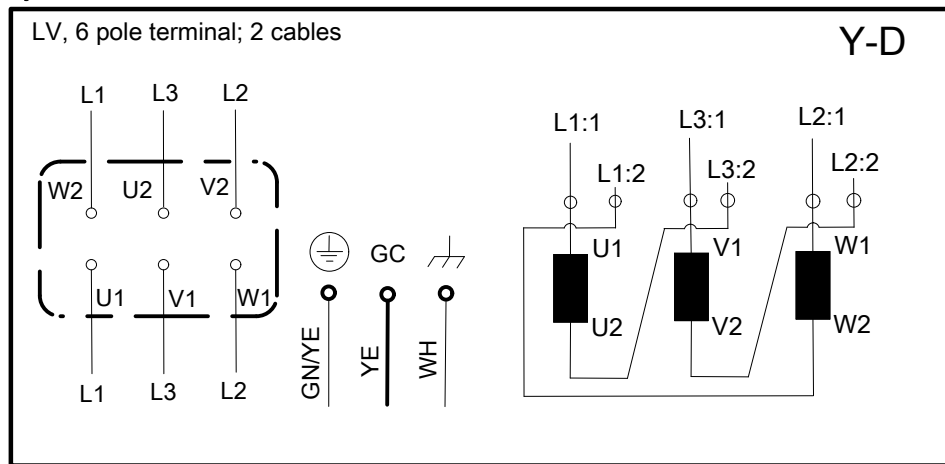 LV, 6 pole terminal; 2 cables
Y-D
L1 L3 L2
W2 U2 V2
U1 V1 W1
L1 L3 L2
GC
GN/YE
YE
WH
L1:1 L3:1 L2:1
L1:2 L3:2 L2:2
U1 V1 W1
U2 V2 W2